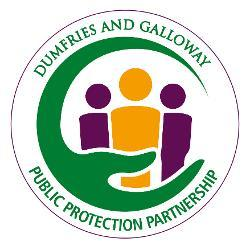 DUMFRIES AND GALLOWAY
PUBLIC PROTECTION PARTNERSHIP